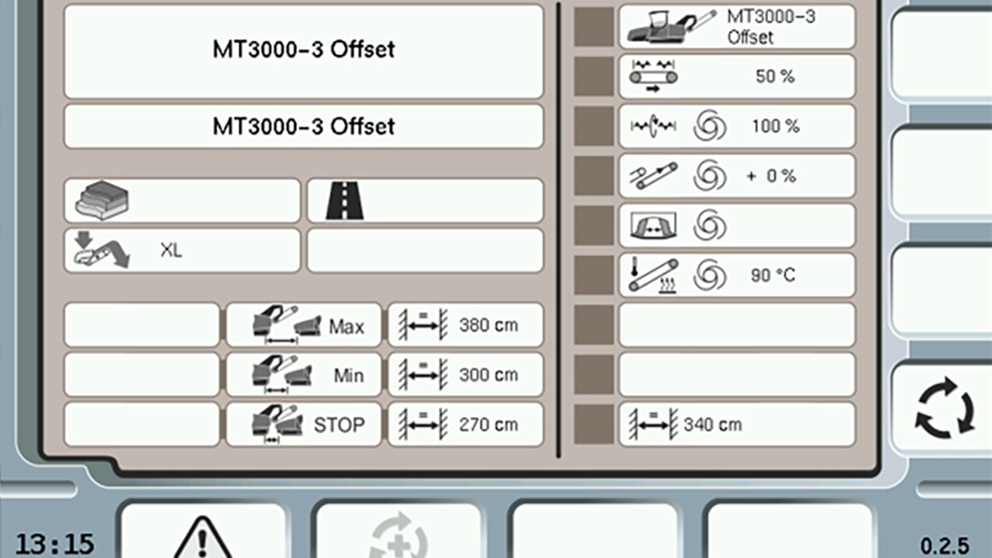 MT3000-3 Offset
MT3000-3 Offset
XL
Max 380 cm
Min 300 cm
STOP 270 cm
MT3000-3
Offset
50 %
100 %
+ 0 %
90 °C
340 cm
13:15
0.2.5